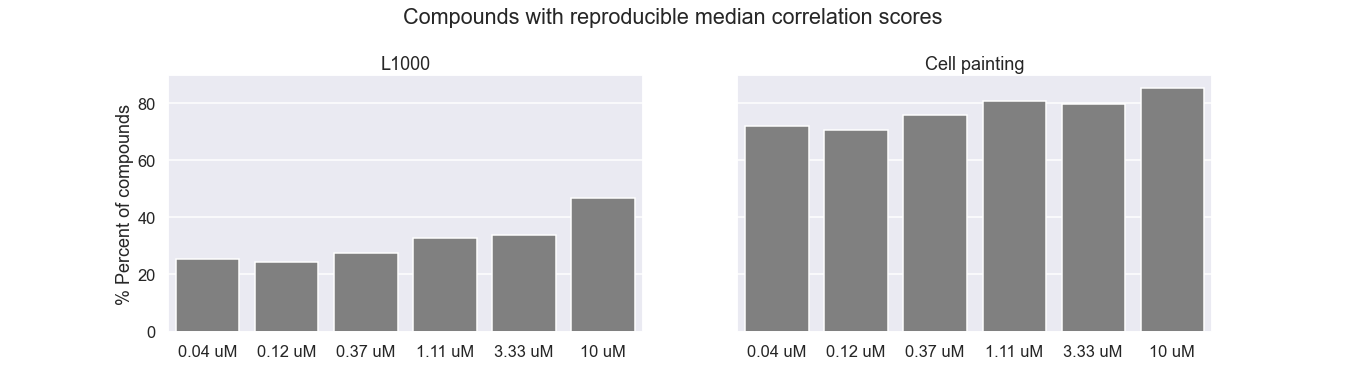 Compounds with reproducible median correlation scores
L1000
Cell painting
% Percent of compounds
80
60
40
20
0
0.04 uM 0.12 uM 0.37 uM 1.11 uM 3.33 uM 10 uM
0.04 uM 0.12 uM 0.37 uM 1.11 uM 3.33 uM 10 uM